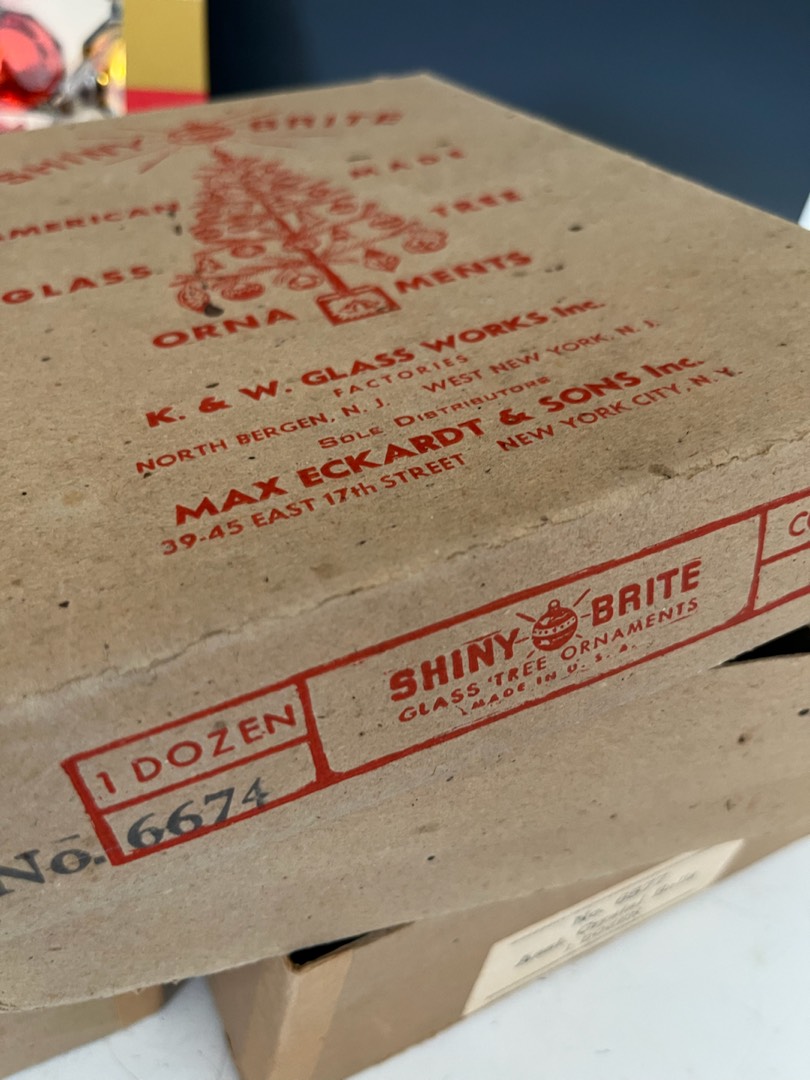 SHINY BRITE
AMERICAN MADE
GLASS TREE
ORNA MENTS
K. & W. GLASS WORKS Inc.
FACTORIES
NORTH BERGEN, N. J. WEST NEW YORK, N. J.
SOLE DISTRIBUTORS
MAX ECKARDT & SONS Inc.
39-45 EAST 17th STREET NEW YORK CITY, N. Y.
1 DOZEN
No. 6674
SHINY BRITE
GLASS TREE ORNAMENTS
MADE IN U. S. A.
CO
No.